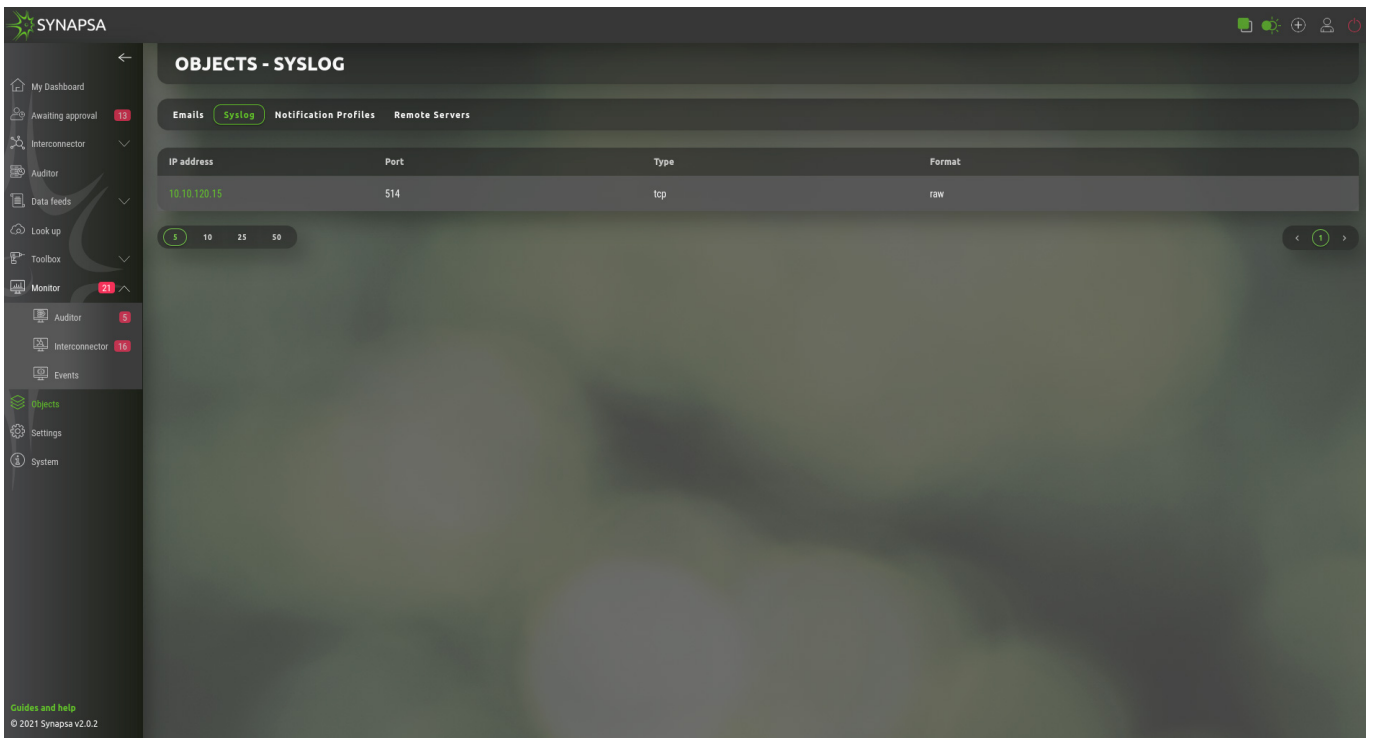 SYNAPSA
OBJECTS - SYSLOG
My Dashboard
Awaiting approval 13
Interconnector
Auditor
Data feeds
Look up
Toolbox
Monitor 21
Auditor 5
Interconnector 16
Events
Objects
Settings
System
Guides and help
© 2021 Synapsa v2.0.2
Emails Syslog Notification Profiles Remote Servers
IP address Port Type Format
10.10.120.15 514 tcp raw
5 10 25 50
< 1 >